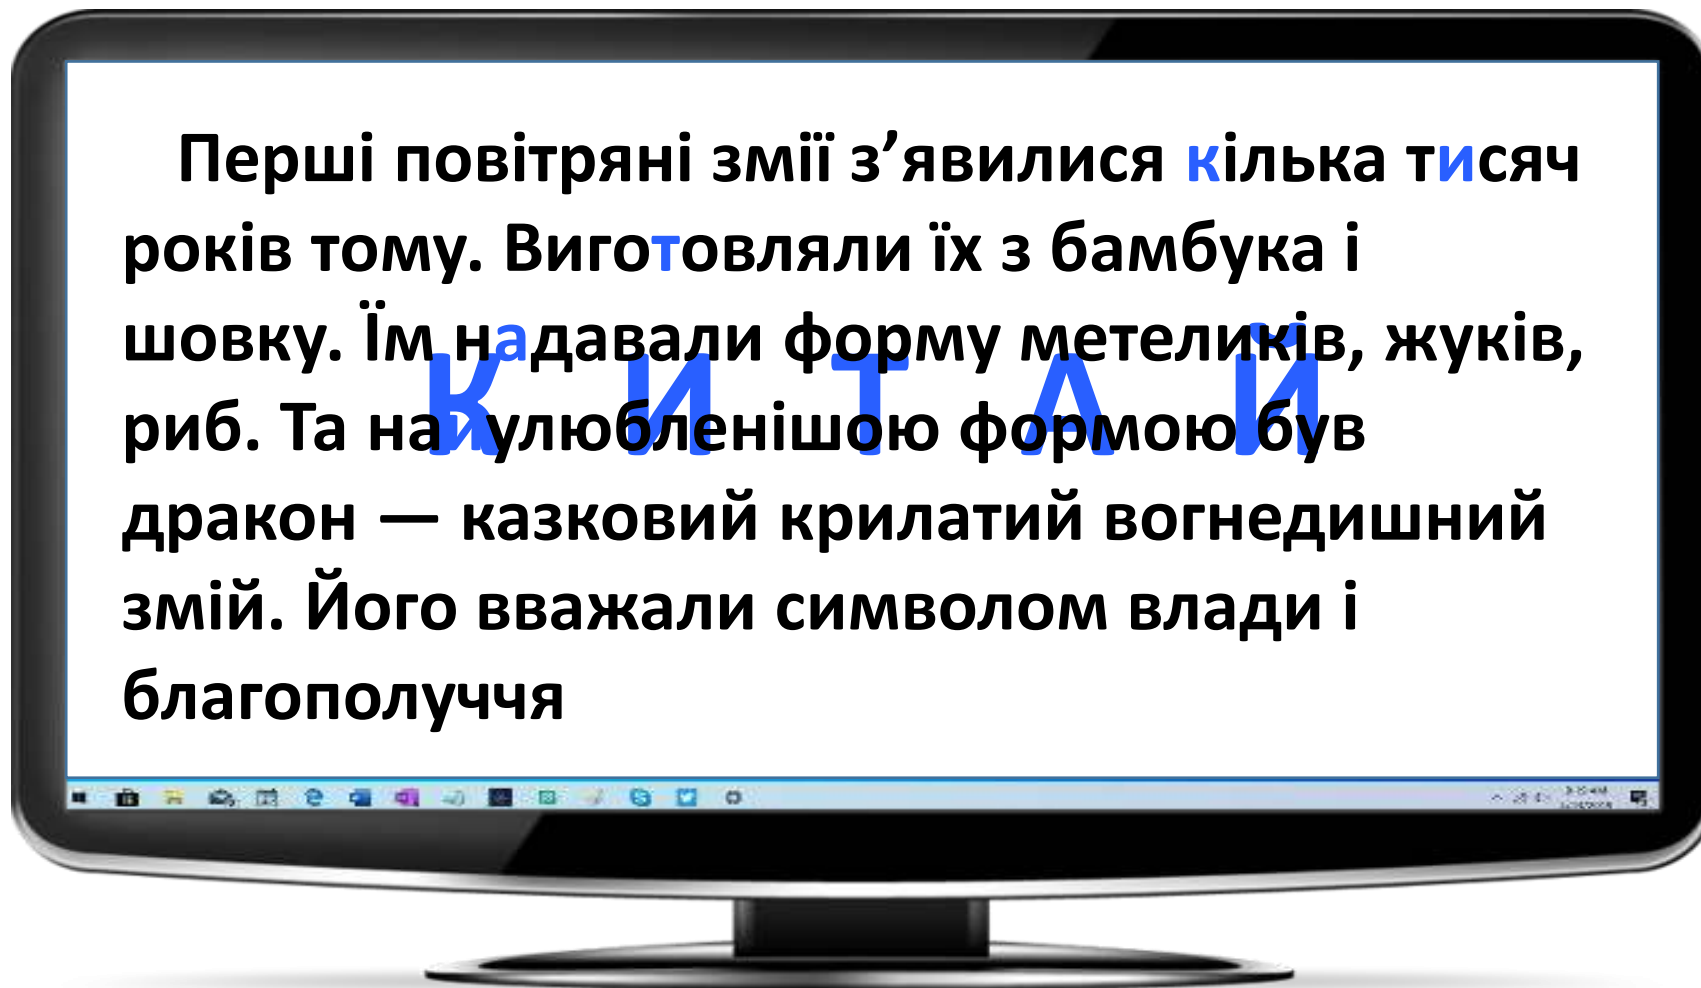 Перші повітряні змії з’явилися кілька тисяч
років тому. Виготовляли їх з бамбука і
шовку. Їм надавали форму метеликів, жуків,
К И Т А Й
риб. Та найулюбленішою формою був
дракон — казковий крилатий вогнедишний
змій. Його вважали символом влади і
благополуччя